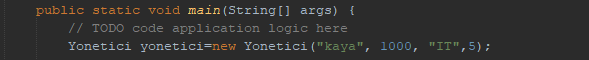 public static void main(String[] args) {
// TODO code application logic here
Yonetici yonetici=new Yonetici("kaya", 1000, "IT",5);